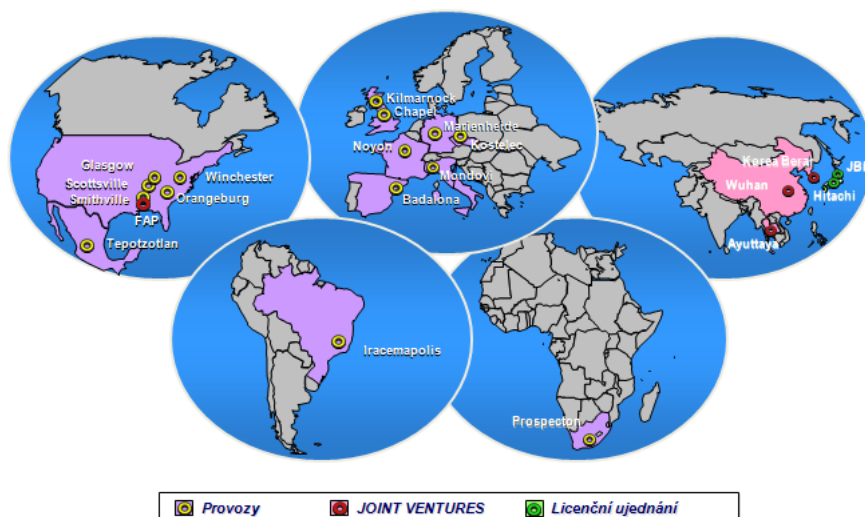 Kilmarnock
Chapel
Marienheide
Noyon
Kostelec
Mondovi
Badalona
Glasgow
Scottsville
Winchester
Smithville
Orangeburg
FAP
Tepotzotlan
Korea Beral
JBI
Wuhan
Hitachi
Ayuttaya
Iracemapolis
Prospecton
Provozy
JOINT VENTURES
Licenční ujednání